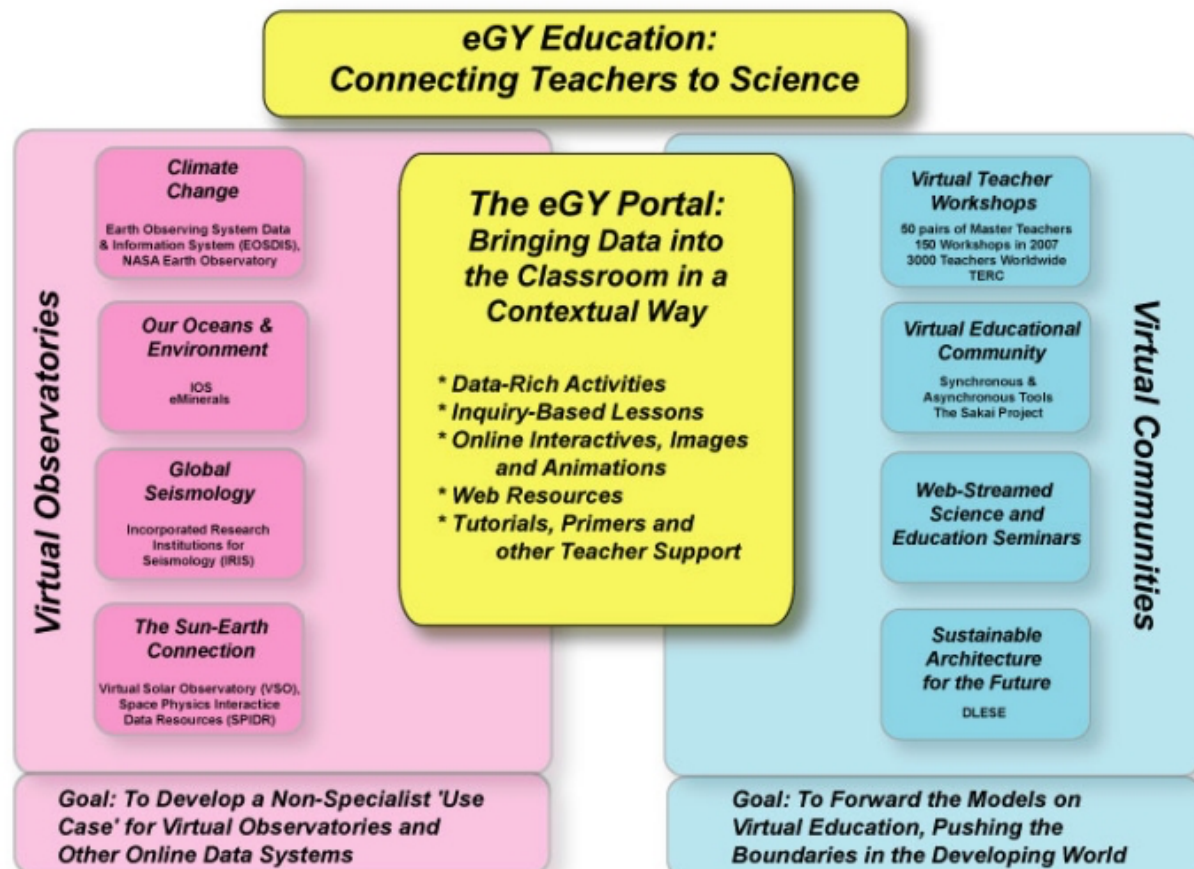 eGY Education:
Connecting Teachers to Science
Virtual Observatories
Climate
Change
Earth Observing System Data
& Information System (EOSDIS),
NASA Earth Observatory
Our Oceans &
Environment
IOS
eMinerals
Global
Seismology
Incorporated Research
Institutions for
Seismology (IRIS)
The Sun-Earth
Connection
Virtual Solar Observatory (VSO),
Space Physics Interactice
Data Resources (SPIDR)
Goal: To Develop a Non-Specialist 'Use
Case' for Virtual Observatories and
Other Online Data Systems
The eGY Portal:
Bringing Data into
the Classroom in a
Contextual Way
* Data-Rich Activities
* Inquiry-Based Lessons
* Online Interactives, Images
and Animations
* Web Resources
* Tutorials, Primers and
other Teacher Support
Virtual Teacher
Workshops
50 pairs of Master Teachers
150 Workshops in 2007
3000 Teachers Worldwide
TERC
Virtual Educational
Community
Synchronous &
Asynchronous Tools
The Sakai Project
Web-Streamed
Science and
Education Seminars
Sustainable
Architecture
for the Future
DLESE
Virtual Communities
Goal: To Forward the Models on
Virtual Education, Pushing the
Boundaries in the Developing World